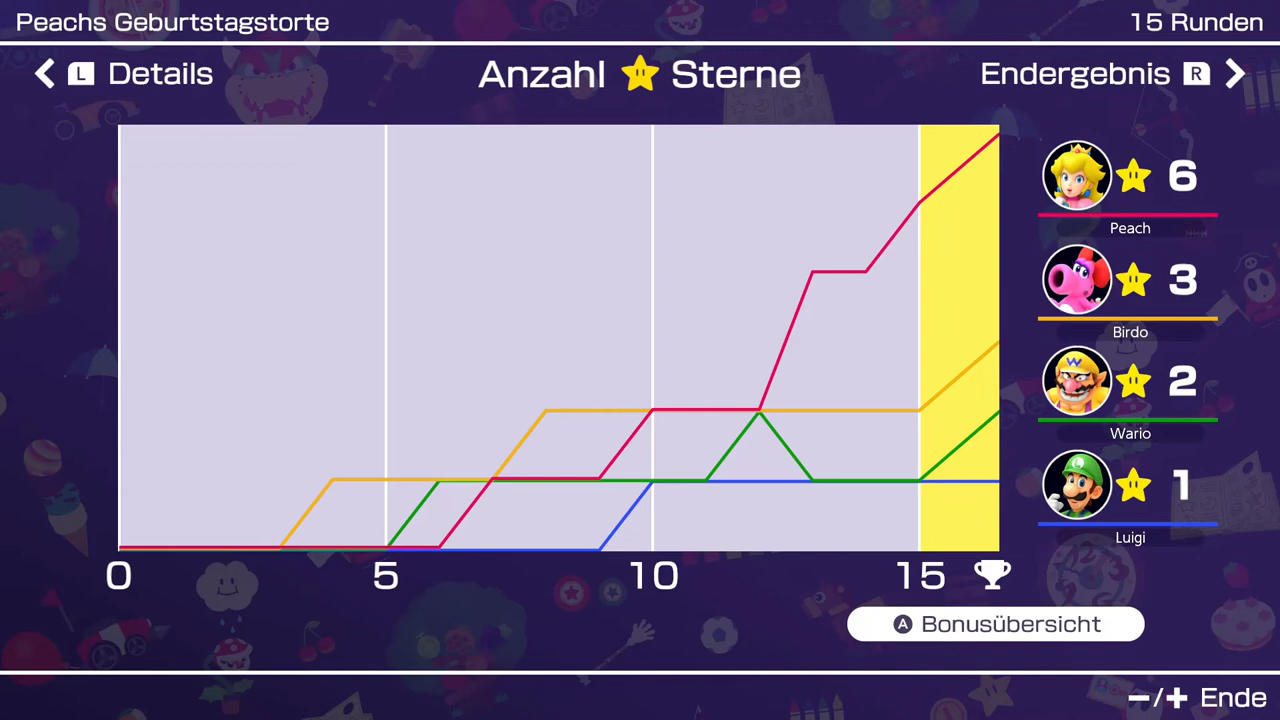 Peachs Geburtstagstorte
15 Runden
L Details
Anzahl Sterne
Endergebnis R
6
Peach
3
Birdo
W
2
Wario
L
1
Luigi
0 5 10 15
A Bonusübersicht
−/+ Ende